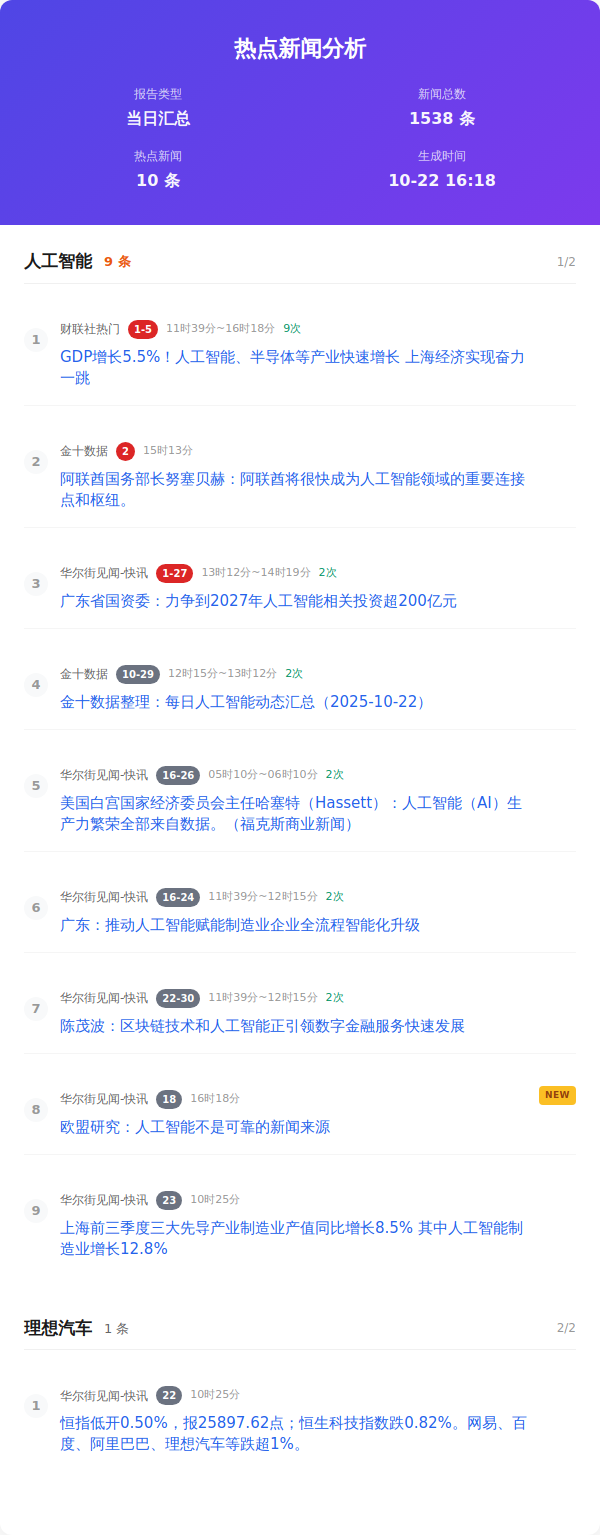 热点新闻分析
报告类型
当日汇总
新闻总数
1538 条
热点新闻
10 条
生成时间
10-22 16:18
人工智能 9 条 1/2
1 财联社热门 1-5 11时39分~16时18分 9次
GDP增长5.5%！人工智能、半导体等产业快速增长 上海经济实现奋力
一跳
2 金十数据 2 15时13分
阿联酋国务部长努塞贝赫：阿联酋将很快成为人工智能领域的重要连接
点和枢纽。
3 华尔街见闻-快讯 1-27 13时12分~14时19分 2次
广东省国资委：力争到2027年人工智能相关投资超200亿元
4 金十数据 10-29 12时15分~13时12分 2次
金十数据整理：每日人工智能动态汇总（2025-10-22）
5 华尔街见闻-快讯 16-26 05时10分~06时10分 2次
美国白宫国家经济委员会主任哈塞特（Hassett）：人工智能（AI）生
产力繁荣全部来自数据。（福克斯商业新闻）
6 华尔街见闻-快讯 16-24 11时39分~12时15分 2次
广东：推动人工智能赋能制造业企业全流程智能化升级
7 华尔街见闻-快讯 22-30 11时39分~12时15分 2次
陈茂波：区块链技术和人工智能正引领数字金融服务快速发展
8 华尔街见闻-快讯 18 16时18分 NEW
欧盟研究：人工智能不是可靠的新闻来源
9 华尔街见闻-快讯 23 10时25分
上海前三季度三大先导产业制造业产值同比增长8.5% 其中人工智能制
造业增长12.8%
理想汽车 1 条 2/2
1 华尔街见闻-快讯 22 10时25分
恒指低开0.50%，报25897.62点；恒生科技指数跌0.82%。网易、百
度、阿里巴巴、理想汽车等跌超1%。